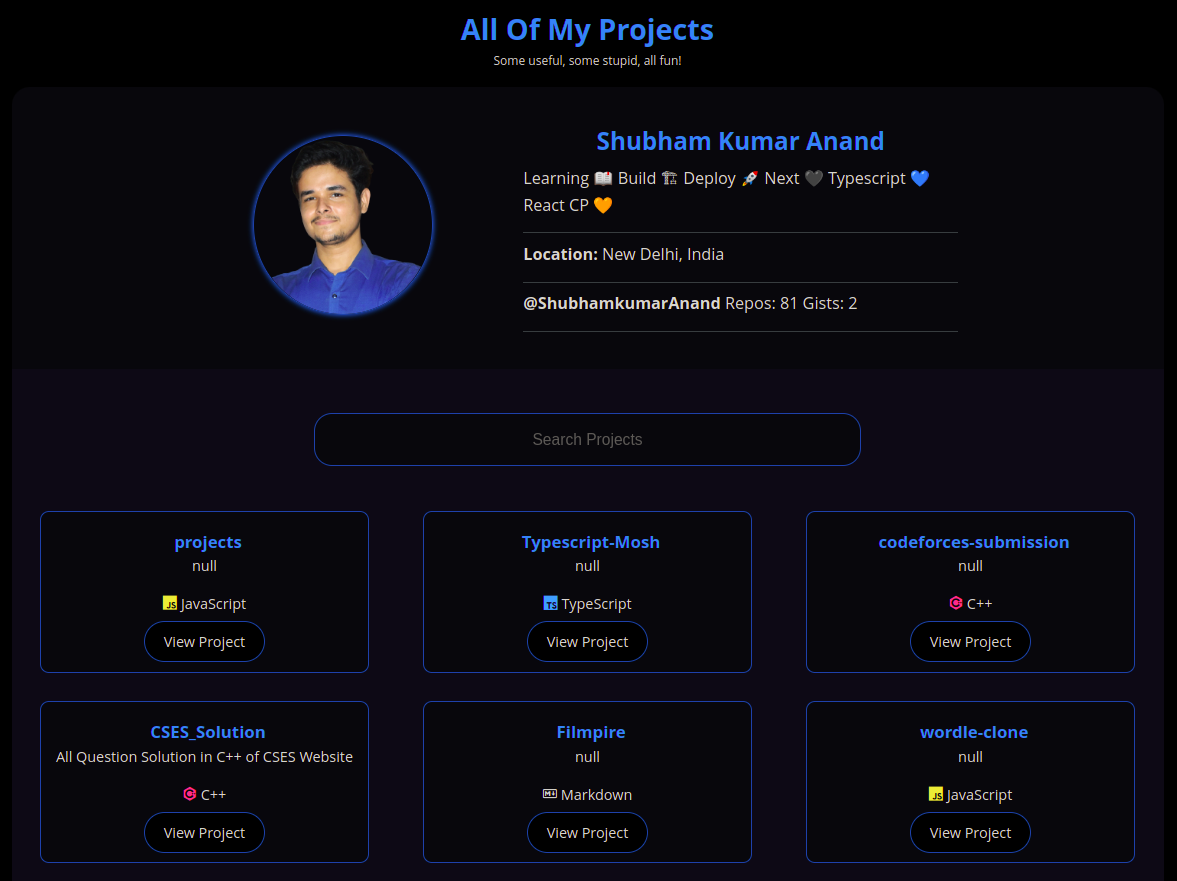 All Of My Projects
Some useful, some stupid, all fun!
Shubham Kumar Anand
Learning 📖 Build 🏗 Deploy 🚀 Next 🖤 Typescript 💙
React CP 🧡
Location: New Delhi, India
@ShubhamkumarAnand Repos: 81 Gists: 2
Search Projects
projects
null
JS JavaScript
View Project
Typescript-Mosh
null
TS TypeScript
View Project
codeforces-submission
null
C++
View Project
CSES_Solution
All Question Solution in C++ of CSES Website
C++
View Project
Filmpire
null
M Markdown
View Project
wordle-clone
null
JS JavaScript
View Project